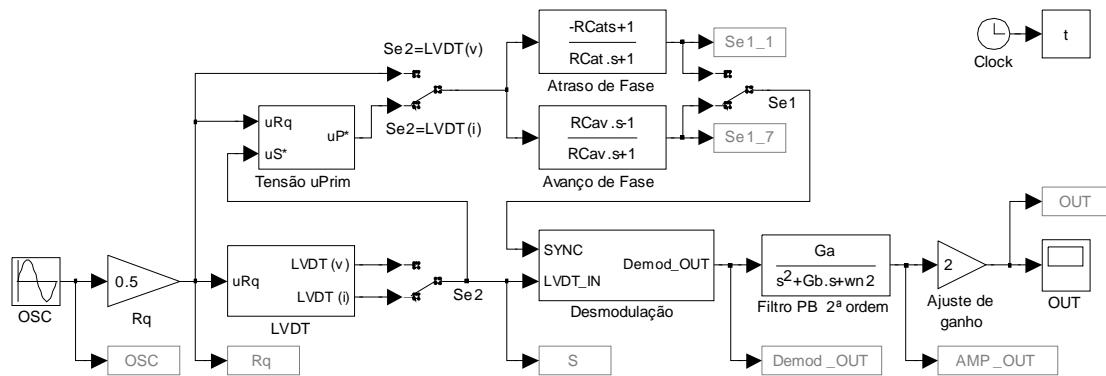 -RCats+1
RCat.s+1
Atraso de Fase
Se1_1
Clock
t
Se2=LVDT(v)
Se2=LVDT(i)
Se1
uRq
uS*
uP*
Tensão uPrim
RCav.s-1
RCav.s+1
Avanço de Fase
Se1_7
OSC
0.5
Rq
uRq
LVDT (v)
LVDT (i)
LVDT
Se2
SYNC
LVDT_IN
Demod_OUT
Desmodulação
Ga
s²+Gb.s+wn2
Filtro PB 2ª ordem
2
Ajuste de
ganho
OUT
OUT
OSC
Rq
S
Demod _OUT
AMP_OUT